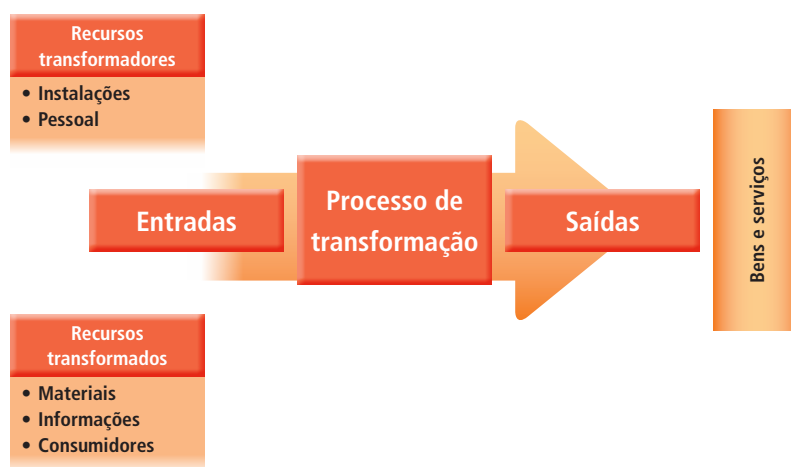 Recursos
transformadores
• Instalações
• Pessoal
Entradas
Processo de
transformação
Saídas
Bens e serviços
Recursos
transformados
• Materiais
• Informações
• Consumidores